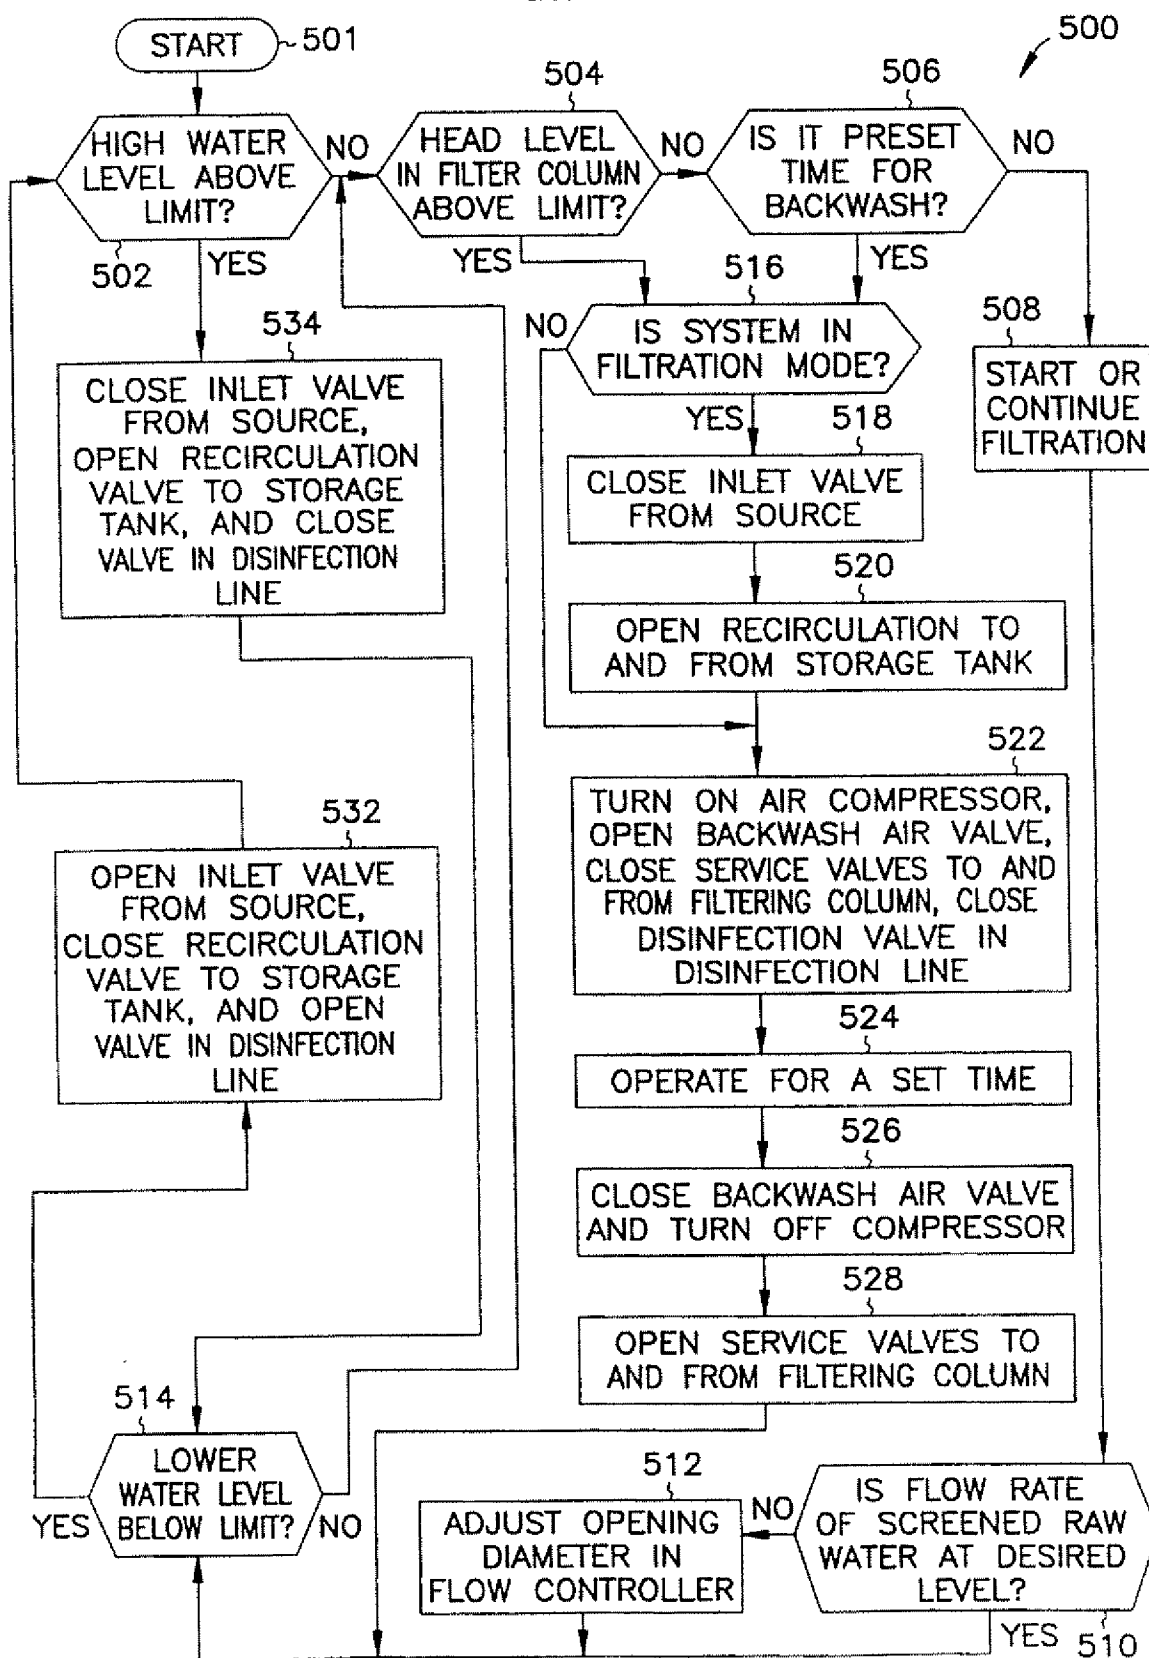 START
501
500
HIGH WATER
LEVEL ABOVE
LIMIT?
502
NO
YES
504
HEAD LEVEL
IN FILTER COLUMN
ABOVE LIMIT?
NO
YES
506
IS IT PRESET
TIME FOR
BACKWASH?
NO
YES
508
START OR
CONTINUE
FILTRATION
516
IS SYSTEM IN
FILTRATION MODE?
NO
YES
518
CLOSE INLET VALVE
FROM SOURCE
520
OPEN RECIRCULATION TO
AND FROM STORAGE TANK
522
TURN ON AIR COMPRESSOR,
OPEN BACKWASH AIR VALVE,
CLOSE SERVICE VALVES TO AND
FROM FILTERING COLUMN, CLOSE
DISINFECTION VALVE IN
DISINFECTION LINE
524
OPERATE FOR A SET TIME
526
CLOSE BACKWASH AIR VALVE
AND TURN OFF COMPRESSOR
528
OPEN SERVICE VALVES TO
AND FROM FILTERING COLUMN
534
CLOSE INLET VALVE
FROM SOURCE,
OPEN RECIRCULATION
VALVE TO STORAGE
TANK, AND CLOSE
VALVE IN DISINFECTION
LINE
532
OPEN INLET VALVE
FROM SOURCE,
CLOSE RECIRCULATION
VALVE TO STORAGE
TANK, AND OPEN
VALVE IN DISINFECTION
LINE
514
LOWER
WATER LEVEL
BELOW LIMIT?
YES
NO
512
ADJUST OPENING
DIAMETER IN
FLOW CONTROLLER
NO
IS FLOW RATE
OF SCREENED RAW
WATER AT DESIRED
LEVEL?
YES
510